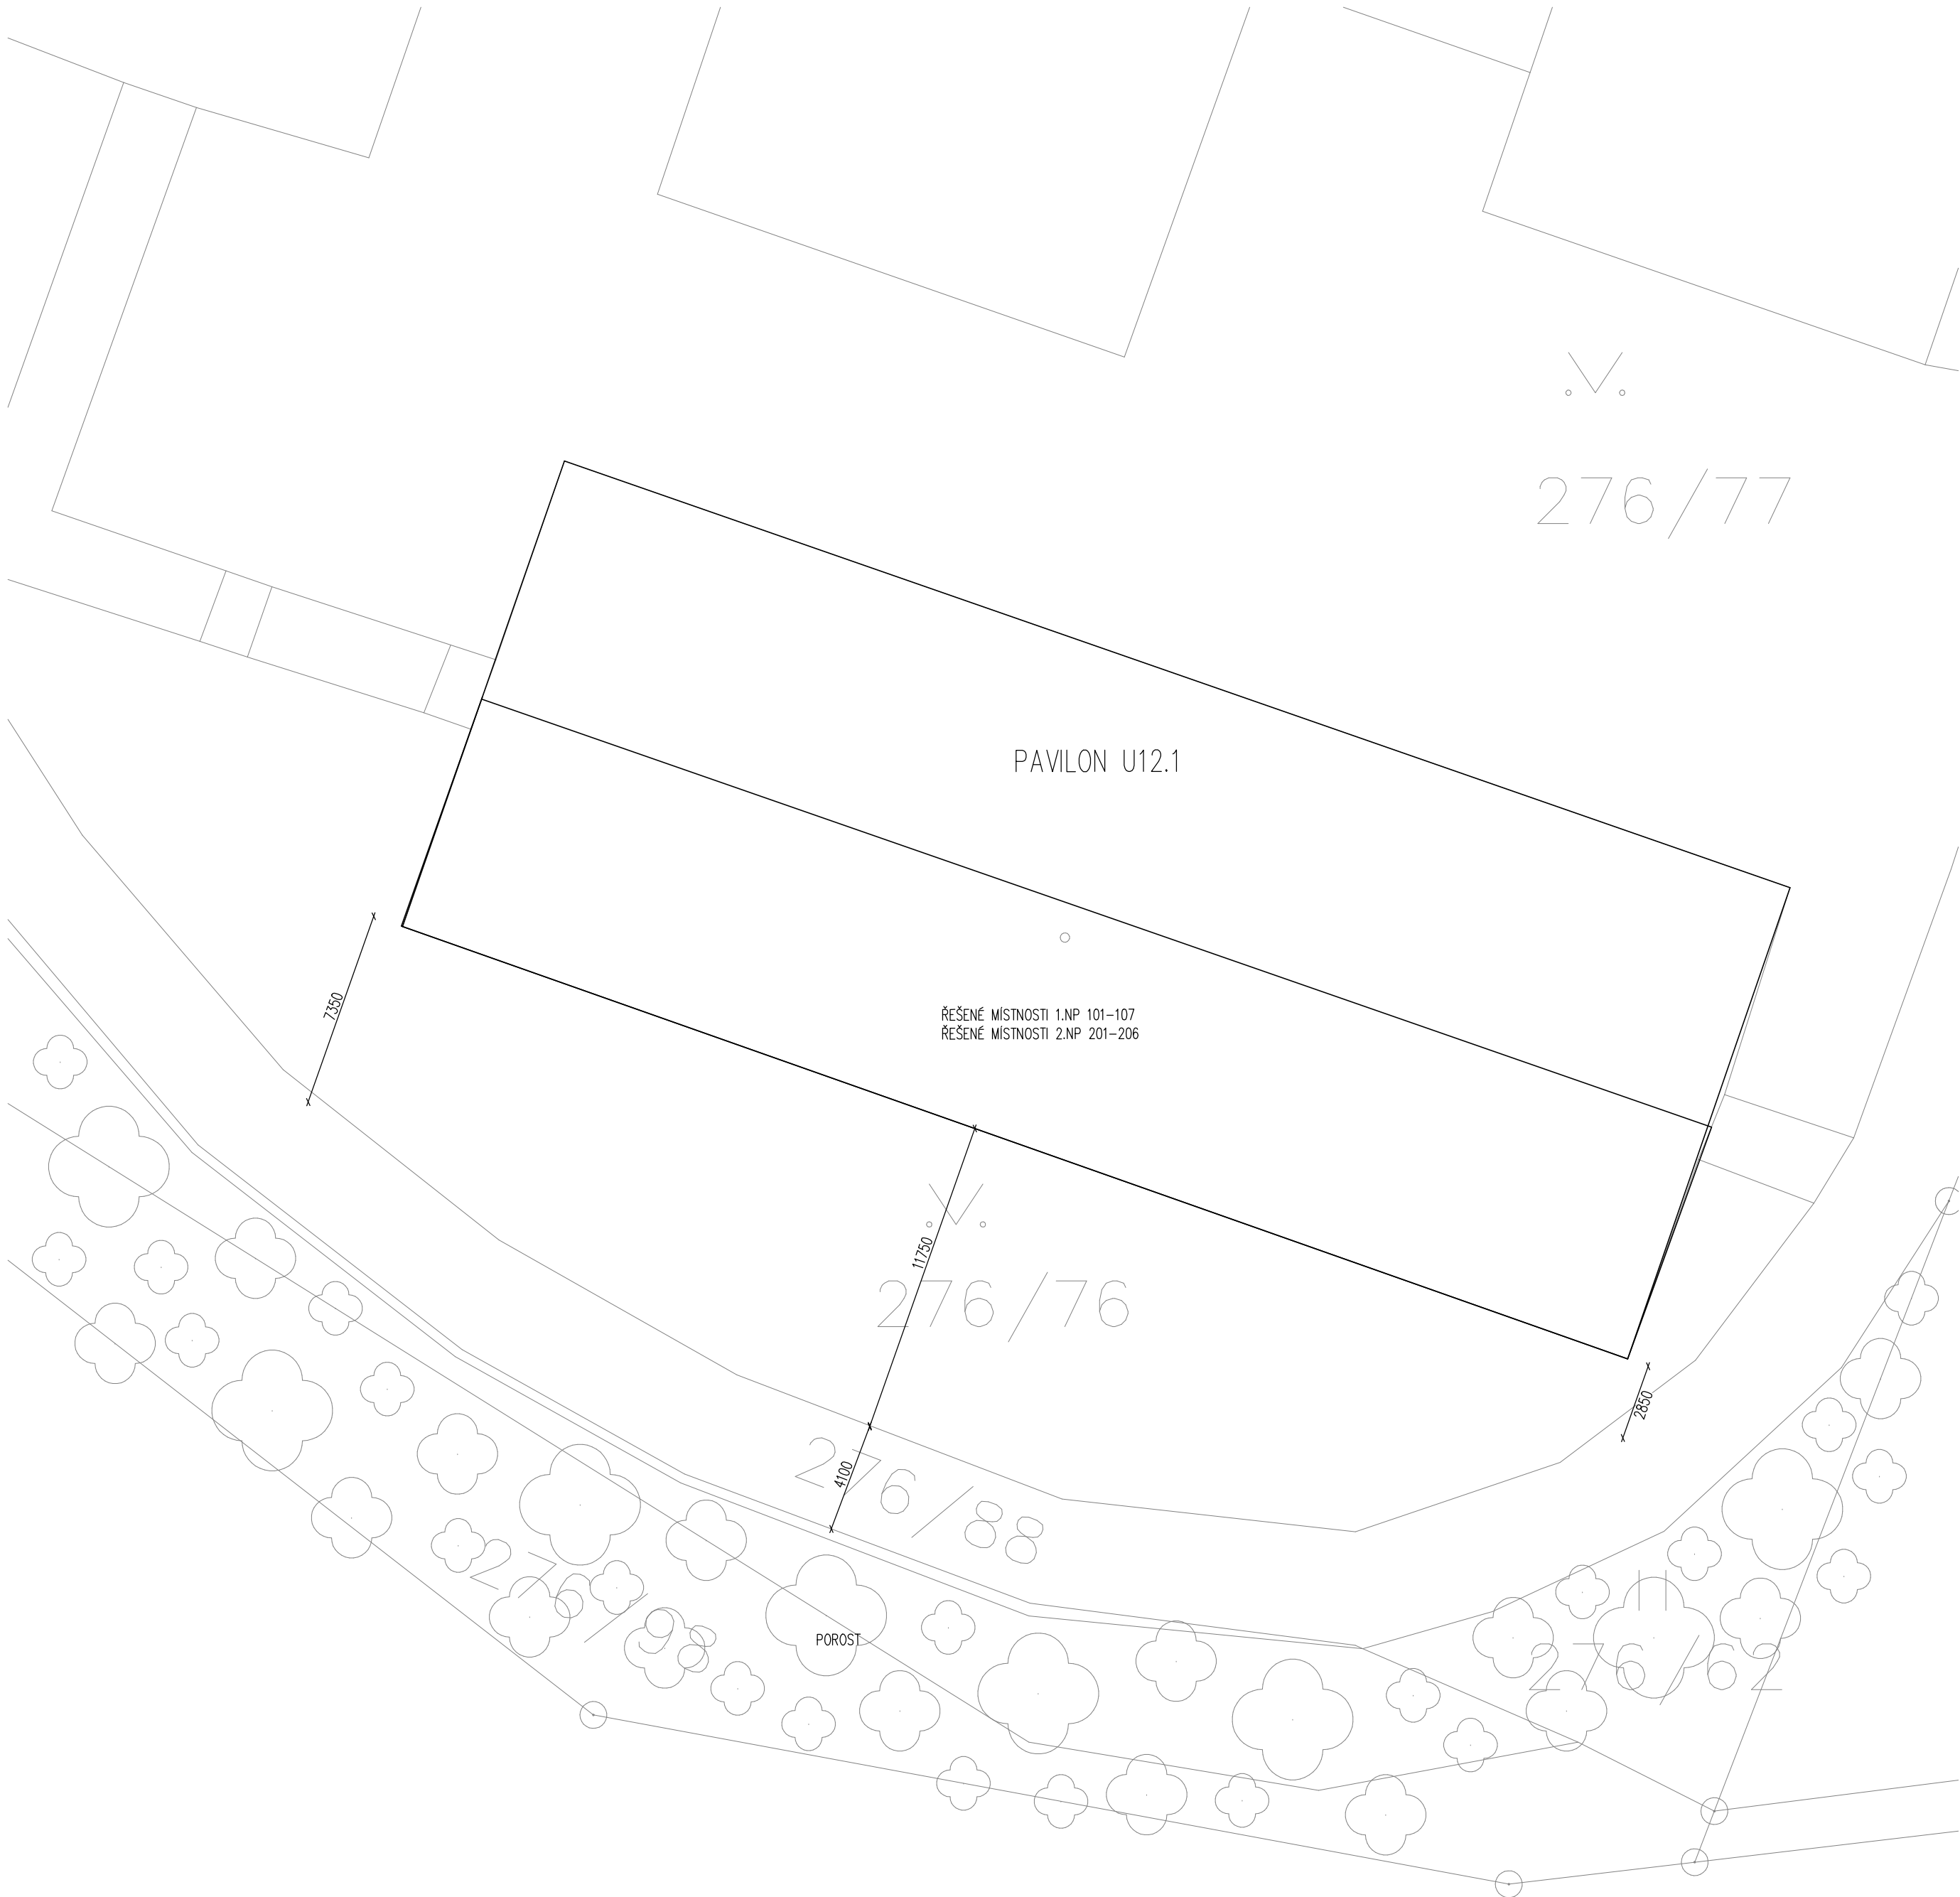 276/77
PAVILON U12.1
7350
ŘEŠENÉ MÍSTNOSTI 1.NP 101-107
ŘEŠENÉ MÍSTNOSTI 2.NP 201-206
11750
276/76
2850
4100
276/88
276/98
POROST
276/62